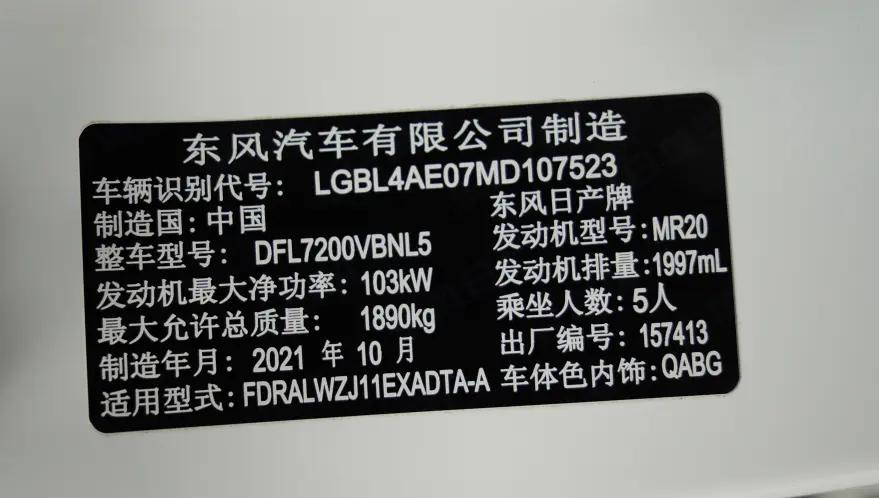 东风汽车有限公司制造
车辆识别代号: LGBL4AE07MD107523
制造国: 中国 东风日产牌
整车型号: DFL7200VBNL5 发动机型号: MR20
发动机最大净功率: 103kW 发动机排量: 1997mL
最大允许总质量: 1890kg 乘坐人数: 5人
制造年月: 2021 年 10 月 出厂编号: 157413
适用型式: FDRALWZJ11EXADTA-A 车体色内饰: QABG